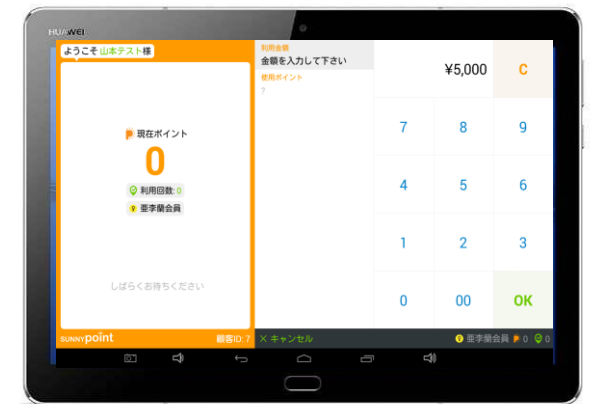 HUAWEI
ようこそ 山本テスト様
現在ポイント
0
利用回数: 0
亜李蘭会員
しばらくお待ちください
SUNNY point
顧客ID: 7
利用金額
金額を入力して下さい
使用ポイント
?
¥5,000 C
7 8 9
4 5 6
1 2 3
0 00 OK
× キャンセル
亜李蘭会員 0 0